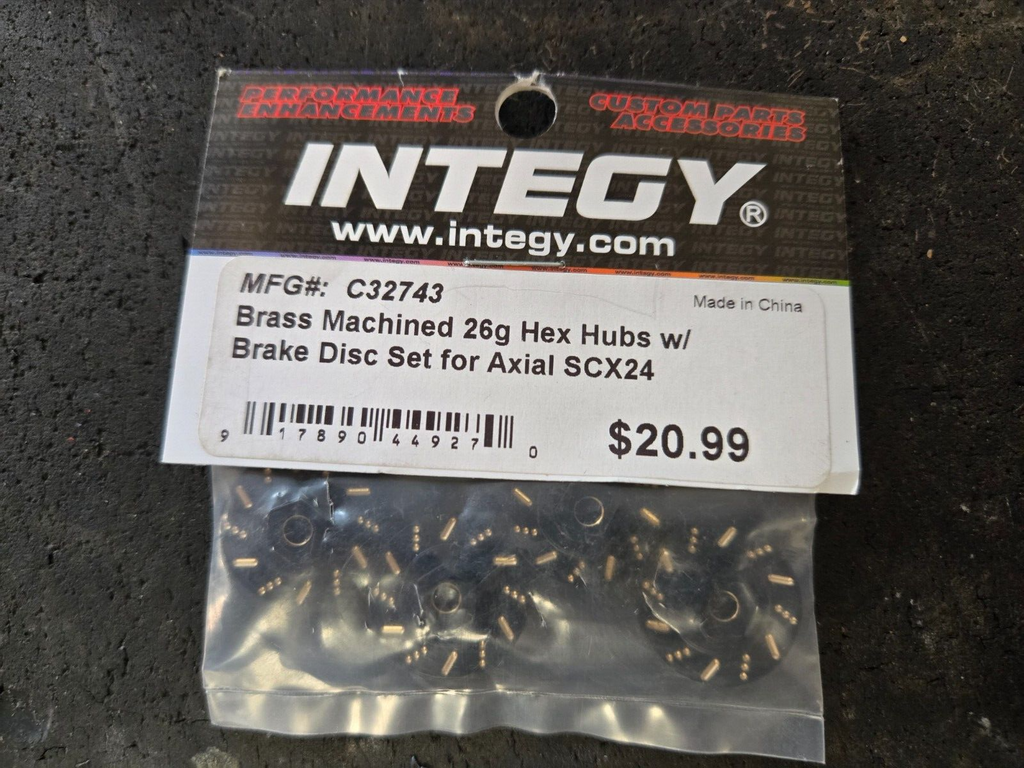 PERFORMANCE
ENHANCEMENTS
CUSTOM PARTS
ACCESSORIES
INTEGY®
www.integy.com
MFG#: C32743
Made in China
Brass Machined 26g Hex Hubs w/
Brake Disc Set for Axial SCX24
9 17890 44927 0
$20.99